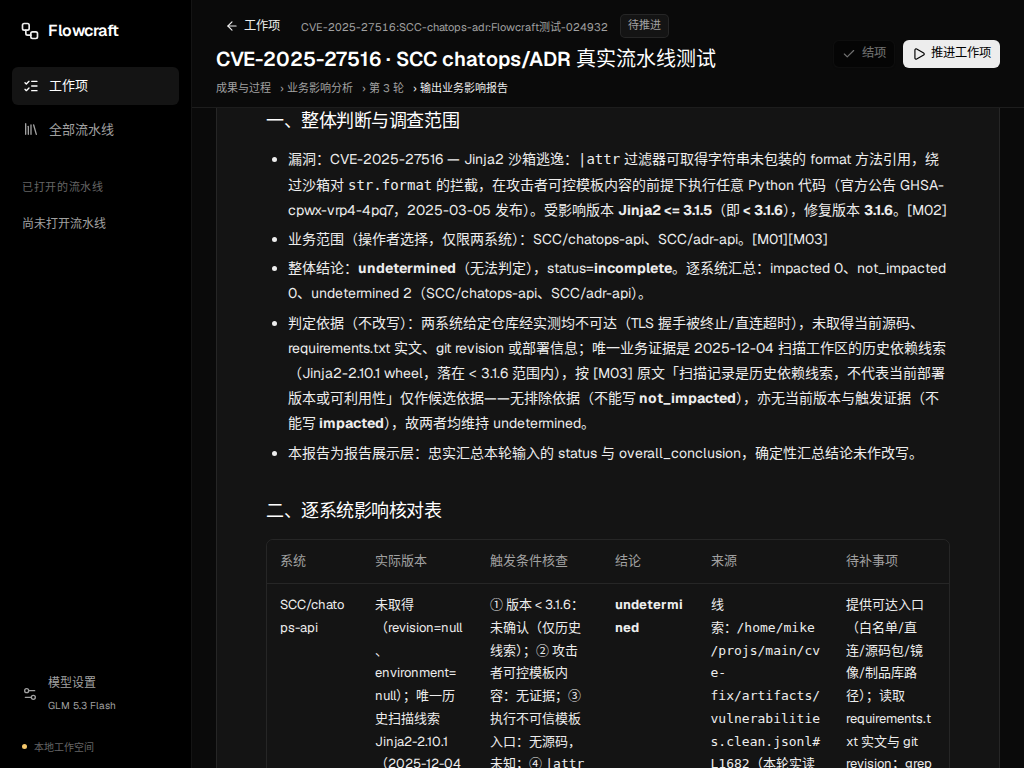 Flowcraft
工作项
全部流水线
已打开的流水线
尚未打开流水线
模型设置
GLM 5.3 Flash
本地工作空间
工作项 CVE-2025-27516:SCC-chatops-adr:Flowcraft测试-024932 待推进
CVE-2025-27516 · SCC chatops/ADR 真实流水线测试
结项 推进工作项
成果与过程 › 业务影响分析 › 第 3 轮 › 输出业务影响报告
一、整体判断与调查范围
漏洞：CVE-2025-27516 — Jinja2 沙箱逃逸：|attr 过滤器可取得字符串未包装的 format 方法引用，绕
过沙箱对 str.format 的拦截，在攻击者可控模板内容的前提下执行任意 Python 代码（官方公告 GHSA-
cpwx-vrp4-4pq7，2025-03-05 发布）。受影响版本 Jinja2 <= 3.1.5（即 < 3.1.6），修复版本 3.1.6。[M02]
业务范围（操作者选择，仅限两系统）：SCC/chatops-api、SCC/adr-api。[M01][M03]
整体结论：undetermined（无法判定），status=incomplete。逐系统汇总：impacted 0、not_impacted
0、undetermined 2（SCC/chatops-api、SCC/adr-api）。
判定依据（不改写）：两系统给定仓库经实测均不可达（TLS 握手被终止/直连超时），未取得当前源码、
requirements.txt 实文、git revision 或部署信息；唯一业务证据是 2025-12-04 扫描工作区的历史依赖线索
（Jinja2-2.10.1 wheel，落在 < 3.1.6 范围内），按 [M03] 原文「扫描记录是历史依赖线索，不代表当前部署
版本或可利用性」仅作候选依据——无排除依据（不能写 not_impacted），亦无当前版本与触发证据（不
能写 impacted），故两者均维持 undetermined。
本报告为报告展示层：忠实汇总本轮输入的 status 与 overall_conclusion，确定性汇总结论未作改写。
二、逐系统影响核对表
系统 实际版本 触发条件核查 结论 来源 待补事项
SCC/chato
ps-api
未取得
（revision=null
、
environment=
null）；唯一历
史扫描线索
Jinja2-2.10.1
（2025-12-04
① 版本 < 3.1.6：
未确认（仅历史
线索）；② 攻击
者可控模板内
容：无证据；③
执行不可信模板
入口：无源码，
未知；④ |attr
undetermi
ned
线
索：/home/mike
/projs/main/cv
e-
fix/artifacts/
vulnerabilitie
s.clean.jsonl#
L1682（本轮实读
提供可达入口
（白名单/直
连/源码包/镜
像/制品库路
径）；读取
requirements.t
xt 实文与 git
revision；grep